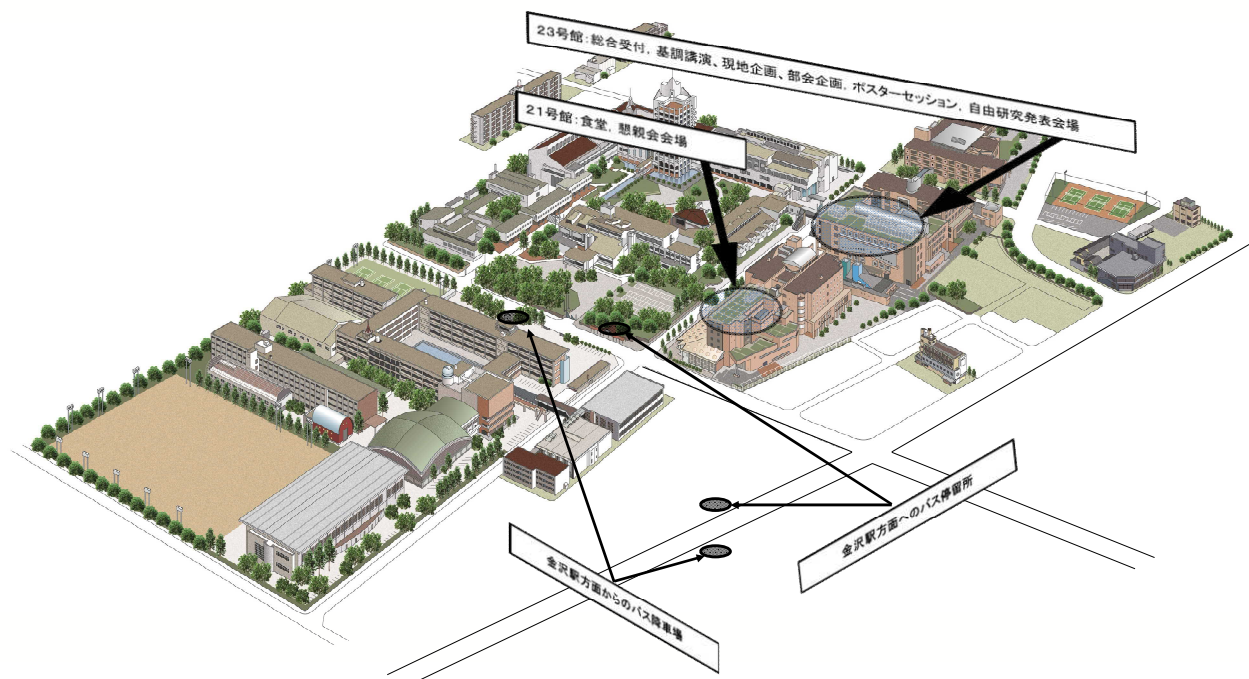 23号館:総合受付, 基調講演、現地企画、部会企画, ポスターセッション, 自由研究発表会場
21号館:食堂, 懇親会会場
金沢駅方面へのバス停留所
金沢駅方面からのバス降車場